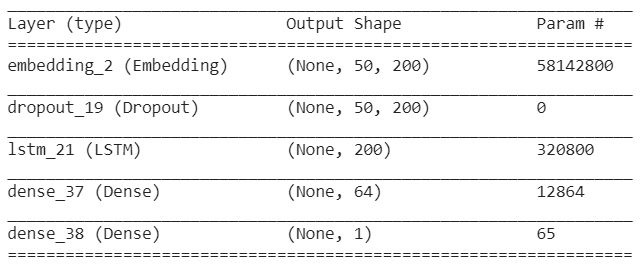 Layer (type) Output Shape Param #
=================================================================
embedding_2 (Embedding) (None, 50, 200) 58142800
_________________________________________________________________
dropout_19 (Dropout) (None, 50, 200) 0
_________________________________________________________________
lstm_21 (LSTM) (None, 200) 320800
_________________________________________________________________
dense_37 (Dense) (None, 64) 12864
_________________________________________________________________
dense_38 (Dense) (None, 1) 65
=================================================================